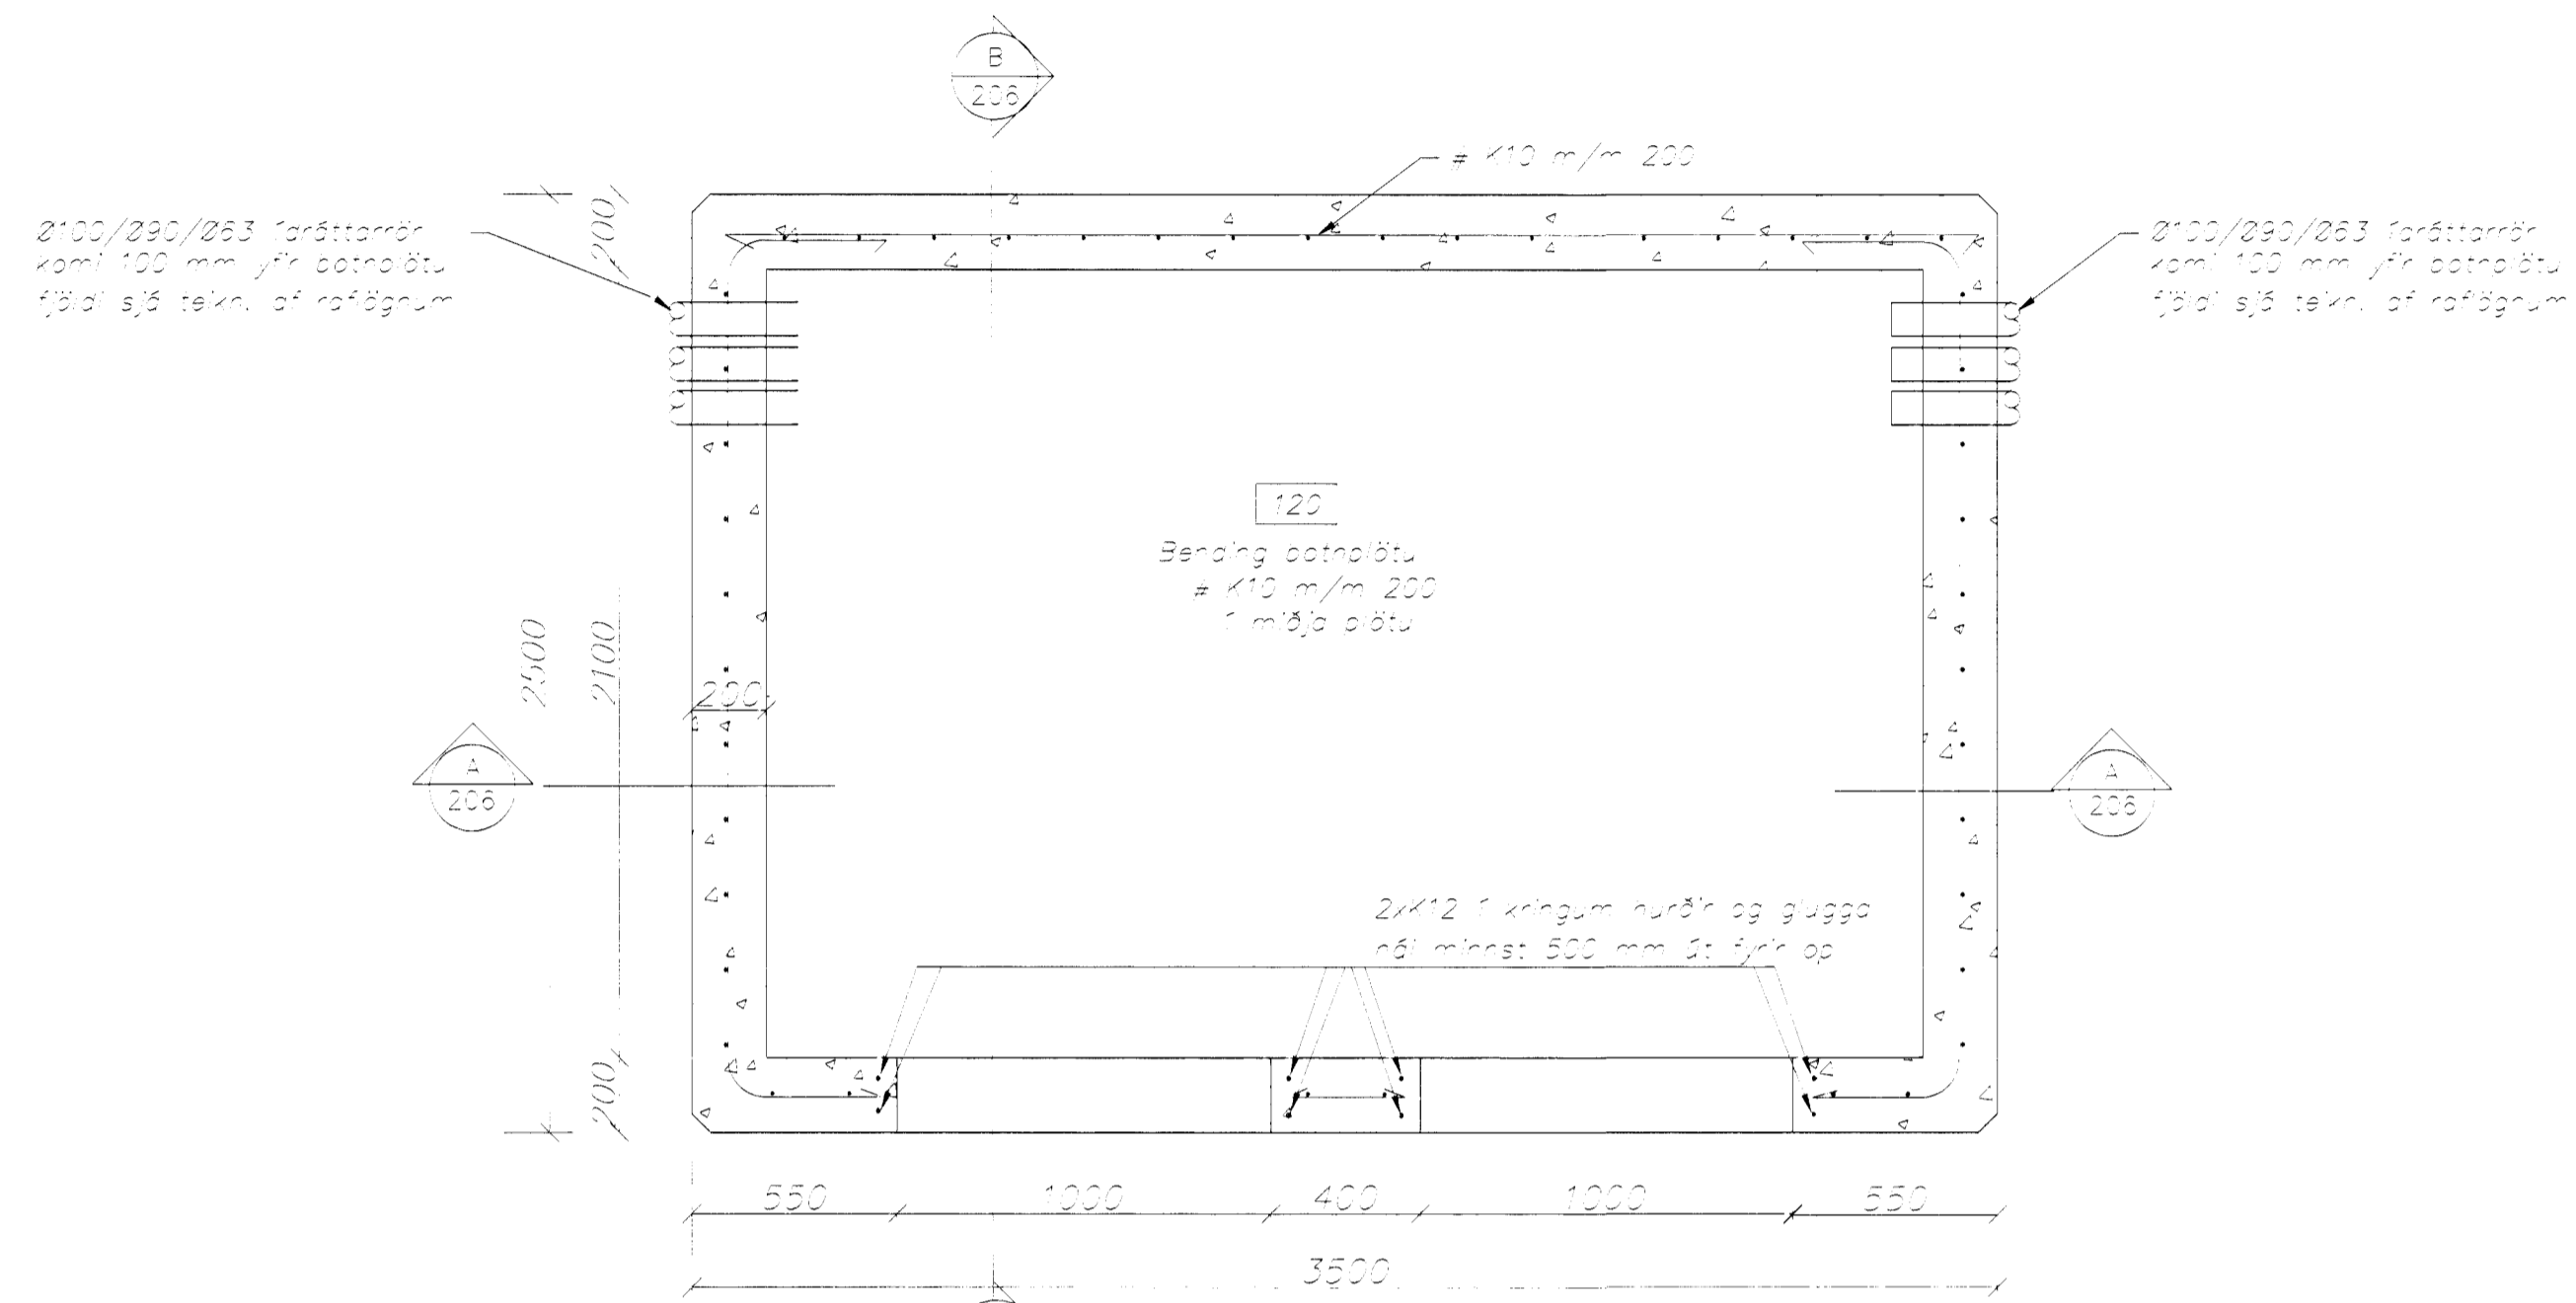 B
206
# K10 m/m 200
Ø100/Ø90/Ø63 ídráttarrör
komi 100 mm yfir botnplötu
fjöldi sjá teikn. af raflögnum
200
Ø100/Ø90/Ø63 ídráttarrör
komi 100 mm yfir botnplötu
fjöldi sjá teikn. af raflögnum
120
Bending botnplötu
# K10 m/m 200
í miðja plötu
2500
2100
200
A
206
A
206
2xK12 í kringum hurðir og glugga
nái minnst 500 mm út fyrir op
200
550
1000
400
1000
550
3500